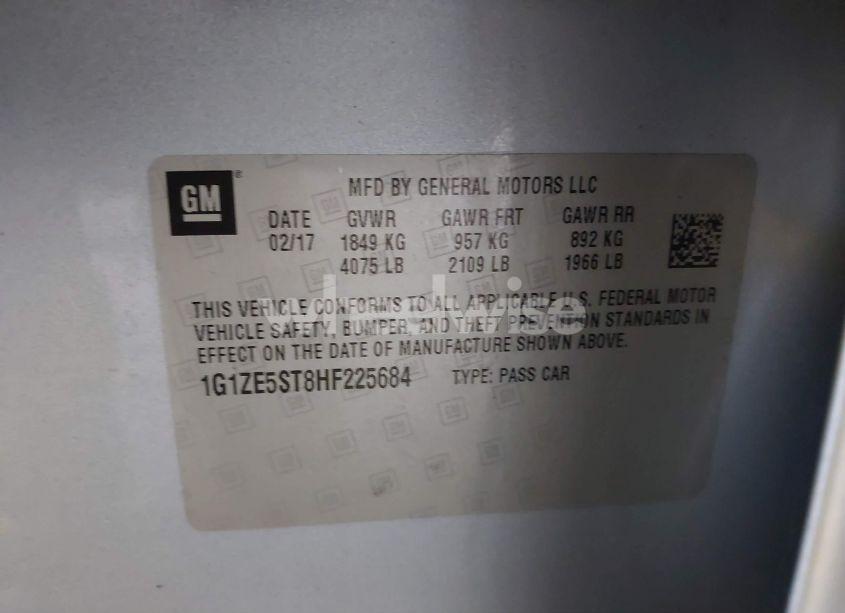 GM ®
MFD BY GENERAL MOTORS LLC
DATE GVWR GAWR FRT GAWR RR
02/17 1849 KG 957 KG 892 KG
4075 LB 2109 LB 1966 LB
THIS VEHICLE CONFORMS TO ALL APPLICABLE U.S. FEDERAL MOTOR
VEHICLE SAFETY, BUMPER, AND THEFT PREVENTION STANDARDS IN
EFFECT ON THE DATE OF MANUFACTURE SHOWN ABOVE.
1G1ZE5ST8HF225684 TYPE: PASS CAR